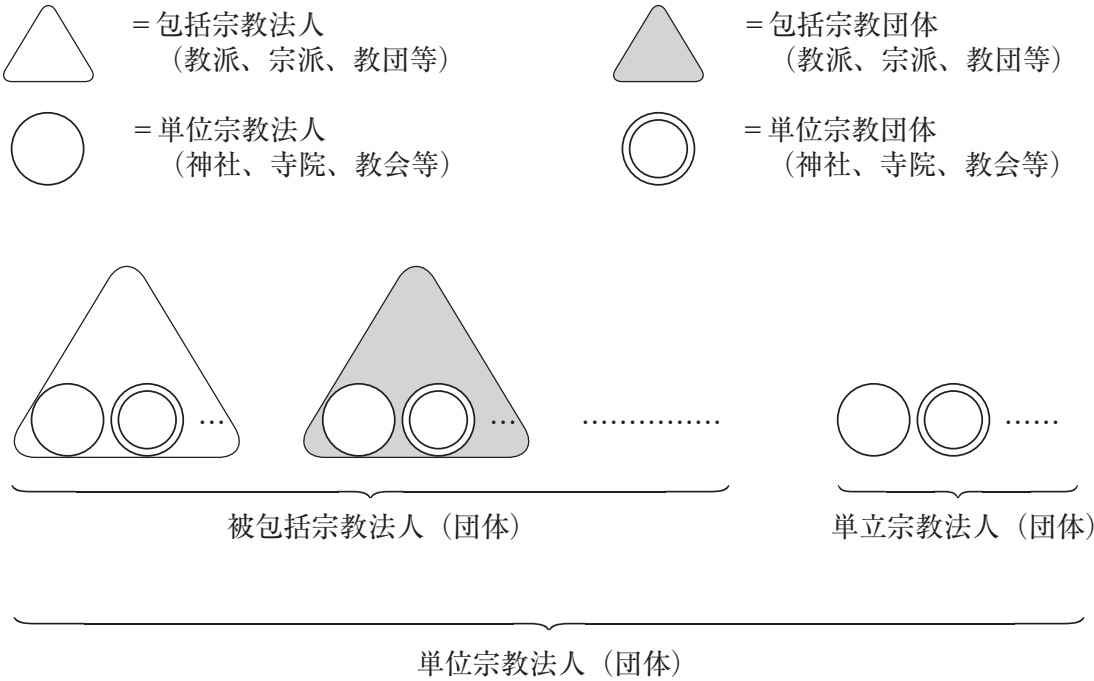 ＝包括宗教法人
（教派、宗派、教団等）
＝包括宗教団体
（教派、宗派、教団等）
＝単位宗教法人
（神社、寺院、教会等）
＝単位宗教団体
（神社、寺院、教会等）
… … ………… ……
被包括宗教法人（団体）
単立宗教法人（団体）
単位宗教法人（団体）